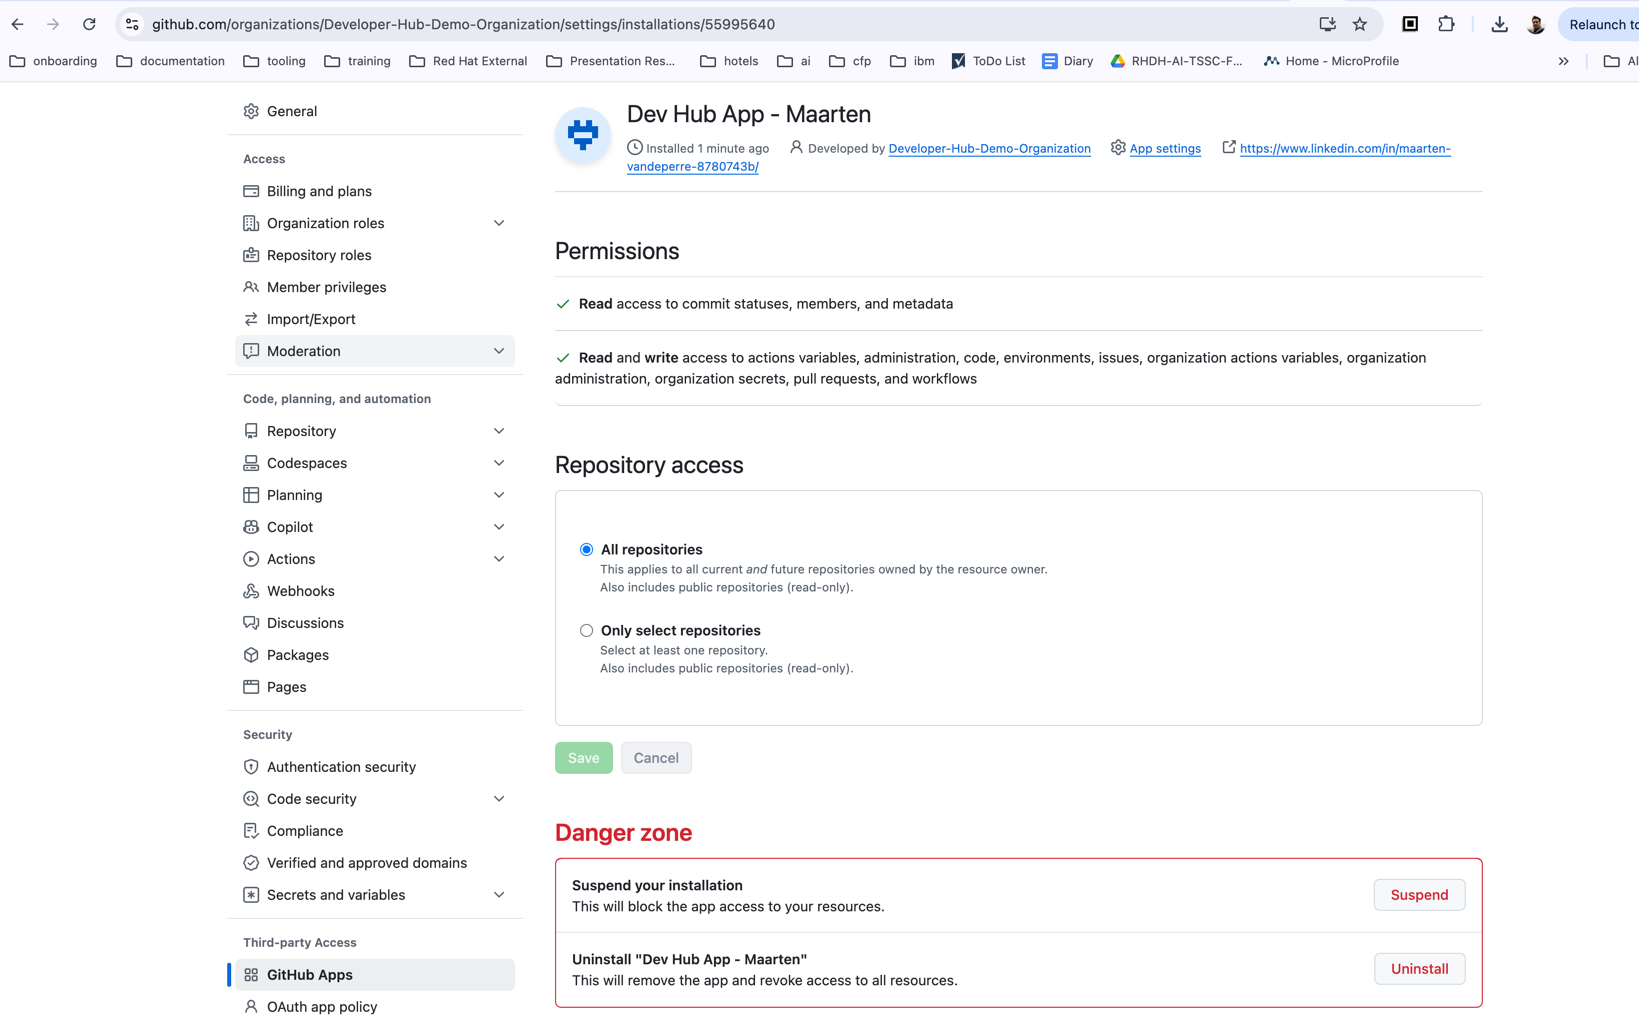 github.com/organizations/Developer-Hub-Demo-Organization/settings/installations/55995640
Relaunch to
onboarding documentation tooling training Red Hat External Presentation Res... hotels ai cfp ibm ToDo List Diary RHDH-AI-TSSC-F... Home - MicroProfile
General
Access
Billing and plans
Organization roles
Repository roles
Member privileges
Import/Export
Moderation
Code, planning, and automation
Repository
Codespaces
Planning
Copilot
Actions
Webhooks
Discussions
Packages
Pages
Security
Authentication security
Code security
Compliance
Verified and approved domains
Secrets and variables
Third-party Access
GitHub Apps
OAuth app policy
Dev Hub App - Maarten
Installed 1 minute ago Developed by Developer-Hub-Demo-Organization App settings https://www.linkedin.com/in/maarten-
vandeperre-8780743b/
Permissions
Read access to commit statuses, members, and metadata
Read and write access to actions variables, administration, code, environments, issues, organization actions variables, organization
administration, organization secrets, pull requests, and workflows
Repository access
All repositories
This applies to all current and future repositories owned by the resource owner.
Also includes public repositories (read-only).
Only select repositories
Select at least one repository.
Also includes public repositories (read-only).
Save Cancel
Danger zone
Suspend your installation
This will block the app access to your resources.
Suspend
Uninstall "Dev Hub App - Maarten"
This will remove the app and revoke access to all resources.
Uninstall